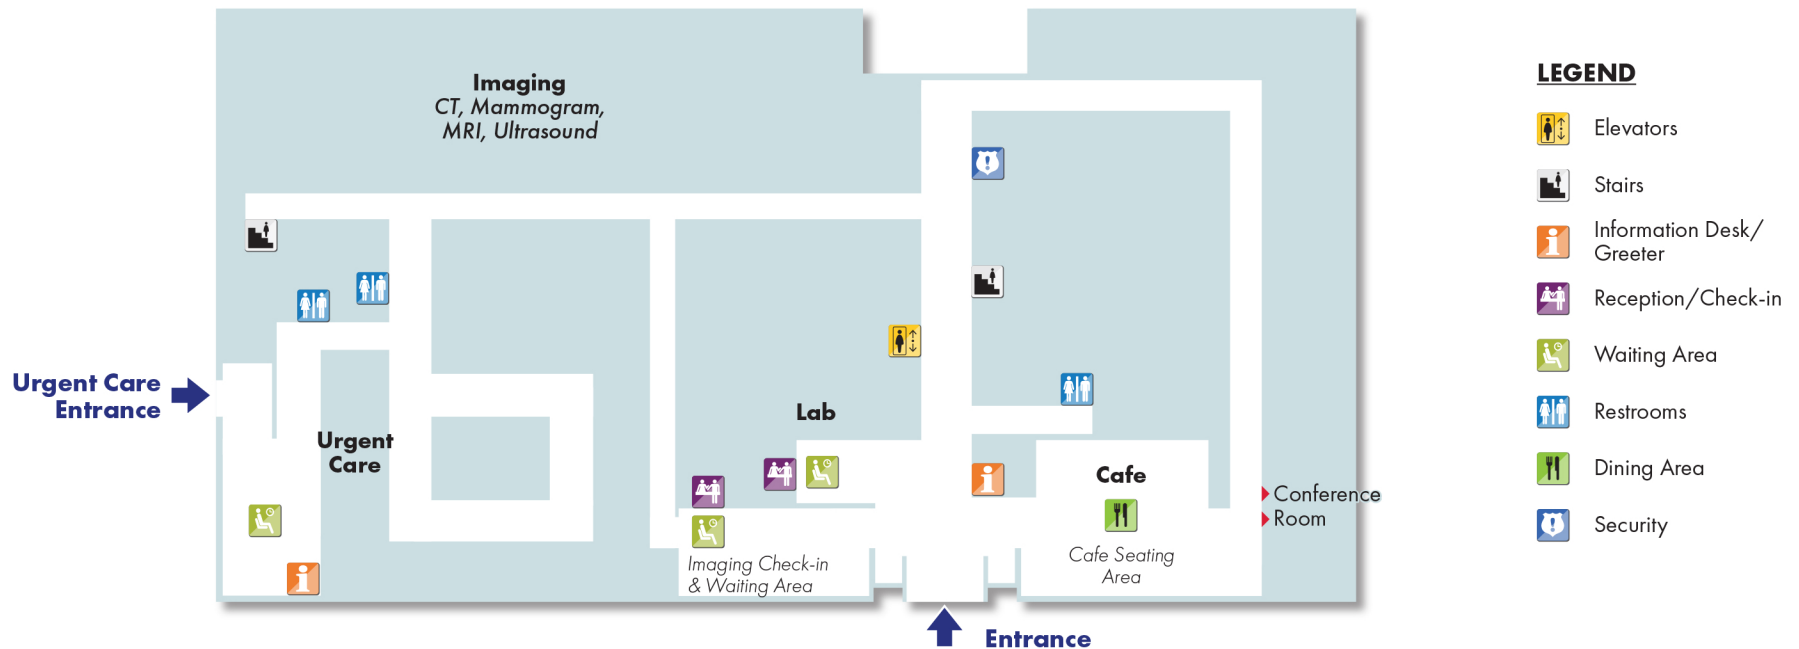 Imaging
CT, Mammogram,
MRI, Ultrasound
Urgent Care
Entrance
Urgent
Care
Lab
Imaging Check-in
& Waiting Area
Cafe
Cafe Seating
Area
Conference
Room
Entrance
LEGEND
Elevators
Stairs
Information Desk/
Greeter
Reception/Check-in
Waiting Area
Restrooms
Dining Area
Security